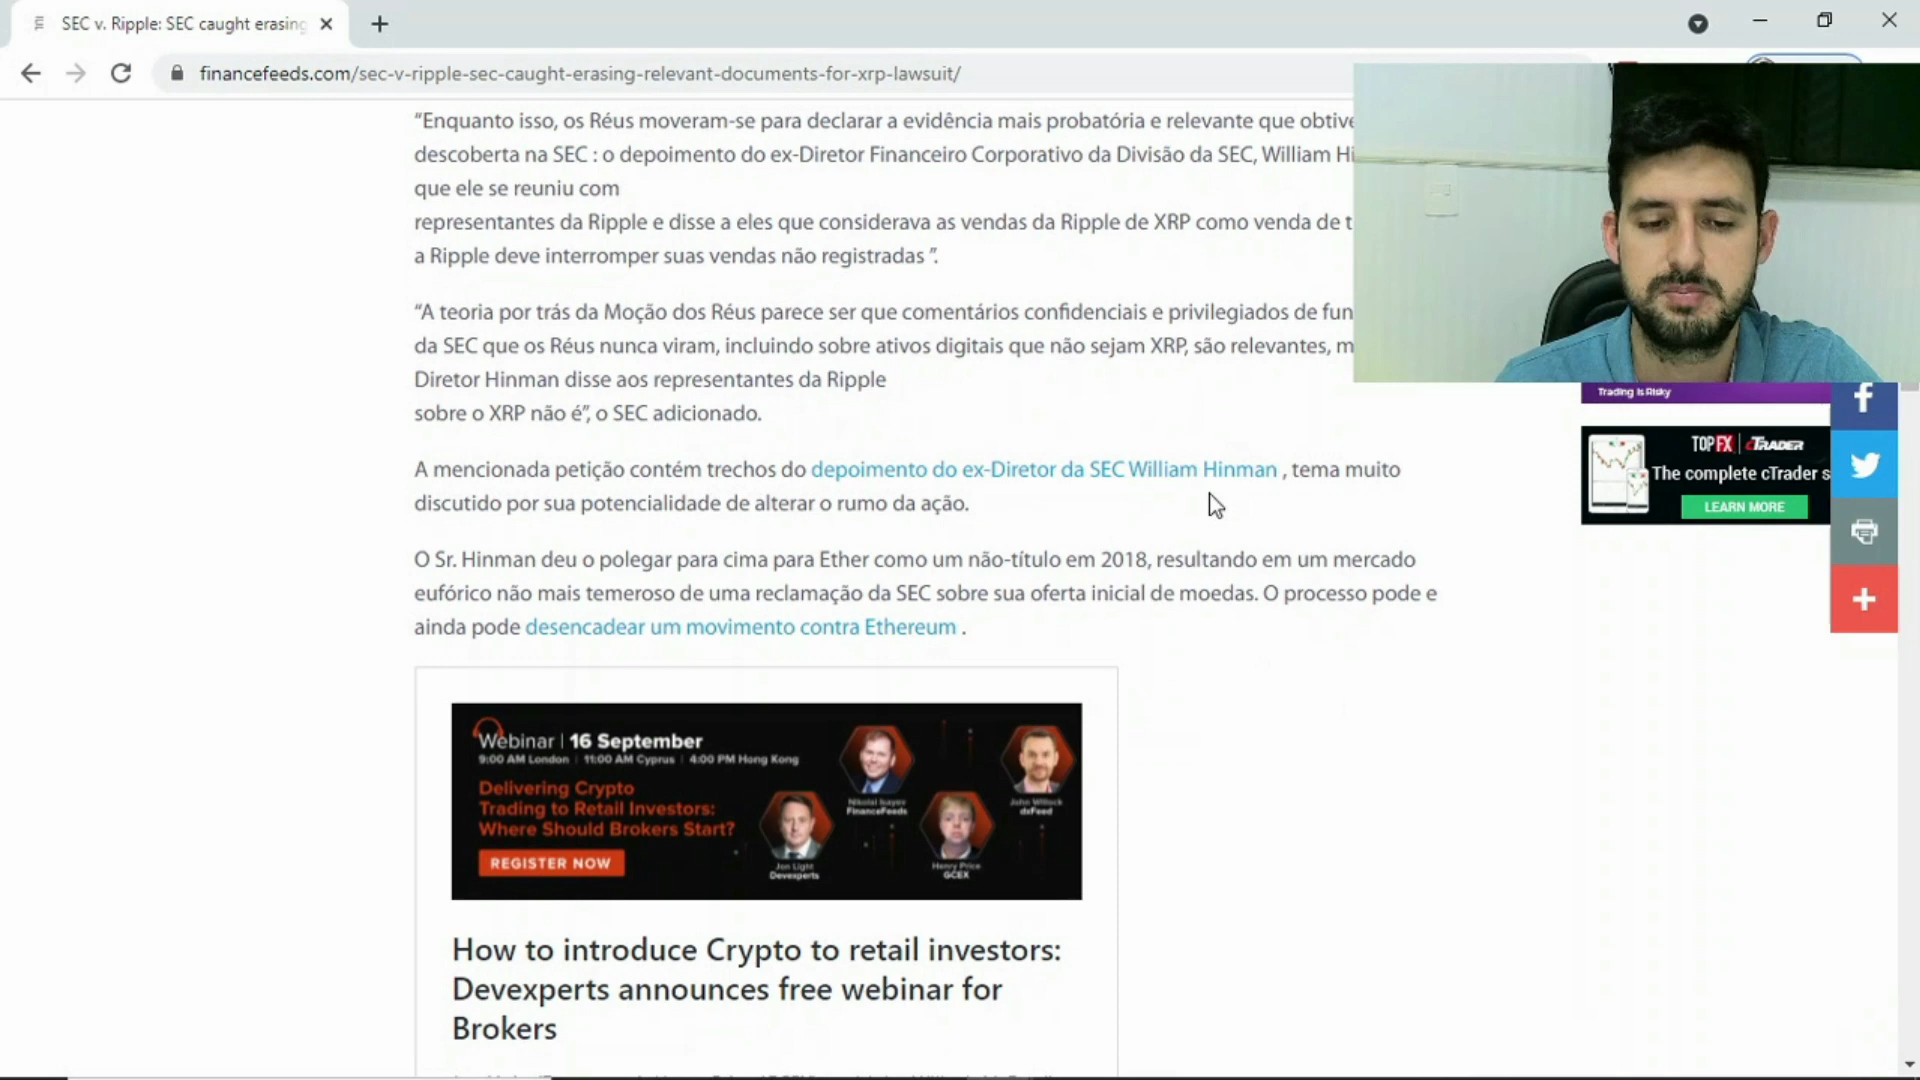 SEC v. Ripple: SEC caught erasing
financefeeds.com/sec-v-ripple-sec-caught-erasing-relevant-documents-for-xrp-lawsuit/
“Enquanto isso, os Réus moveram-se para declarar a evidência mais probatória e relevante que obtive
descoberta na SEC : o depoimento do ex-Diretor Financeiro Corporativo da Divisão da SEC, William Hi
que ele se reuniu com
representantes da Ripple e disse a eles que considerava as vendas da Ripple de XRP como venda de t
a Ripple deve interromper suas vendas não registradas ”.
“A teoria por trás da Moção dos Réus parece ser que comentários confidenciais e privilegiados de fun
da SEC que os Réus nunca viram, incluindo sobre ativos digitais que não sejam XRP, são relevantes, m
Diretor Hinman disse aos representantes da Ripple
sobre o XRP não é”, o SEC adicionado.
A mencionada petição contém trechos do depoimento do ex-Diretor da SEC William Hinman , tema muito
discutido por sua potencialidade de alterar o rumo da ação.
O Sr. Hinman deu o polegar para cima para Ether como um não-título em 2018, resultando em um mercado
eufórico não mais temeroso de uma reclamação da SEC sobre sua oferta inicial de moedas. O processo pode e
ainda pode desencadear um movimento contra Ethereum .
Trading Is Risky
TOP FX | cTRADER
The complete cTrader s
LEARN MORE
Webinar | 16 September
9:00 AM London | 11:00 AM Cyprus | 4:00 PM Hong Kong
Delivering Crypto
Trading to Retail Investors:
Where Should Brokers Start?
REGISTER NOW
Nikolai Isayev
FinanceFeeds
John Willock
dxFeed
Jon Light
Devexperts
Henry Price
GCEX
How to introduce Crypto to retail investors:
Devexperts announces free webinar for
Brokers